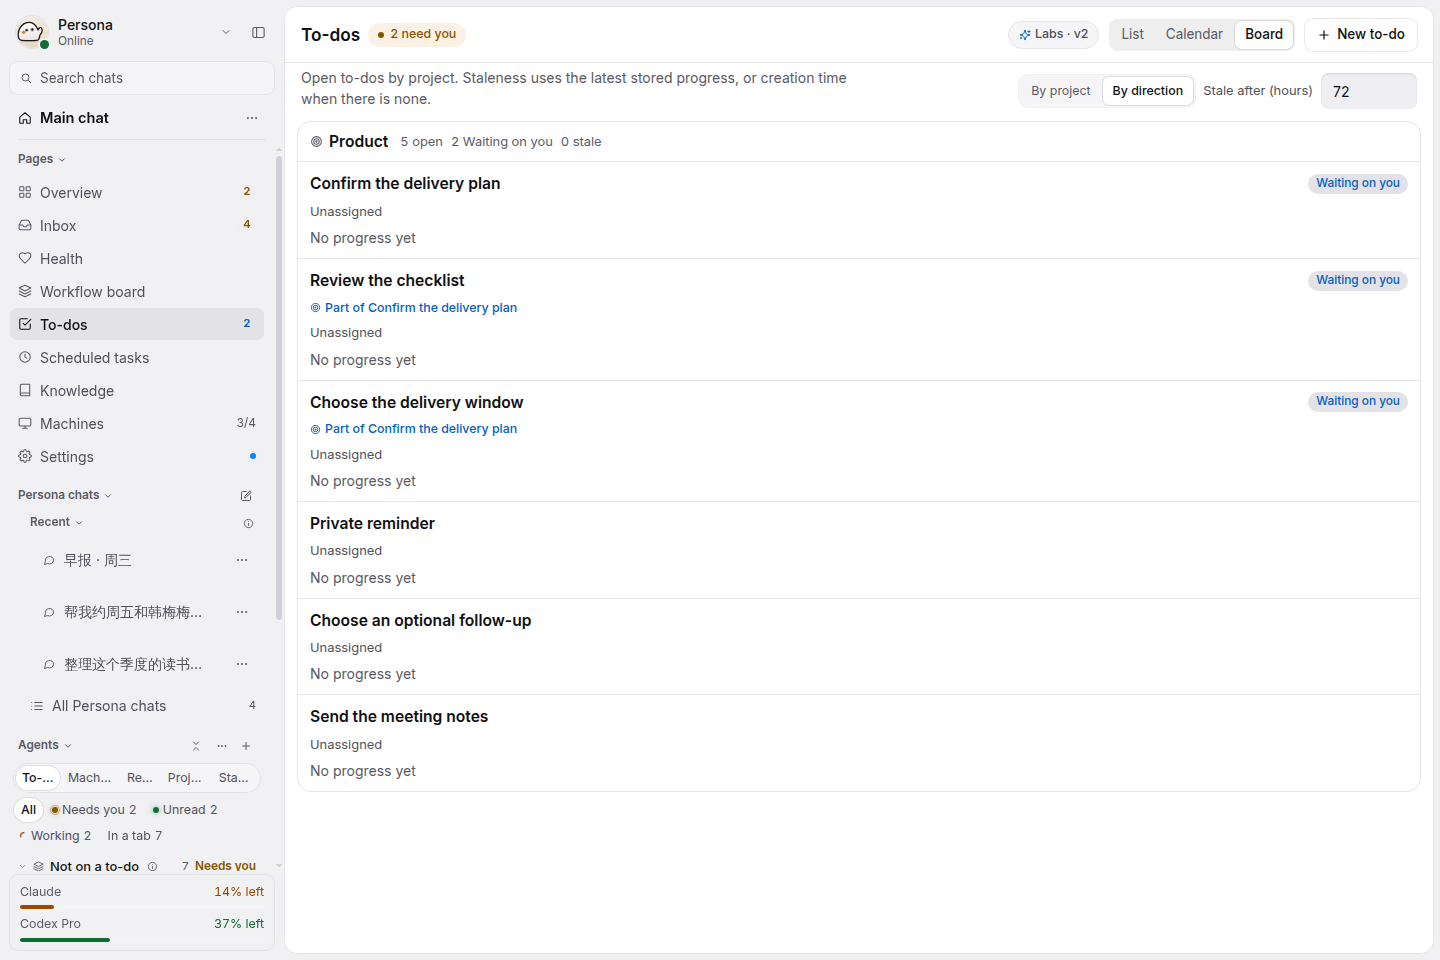 Persona
Online
Search chats
Main chat
Pages
Overview 2
Inbox 4
Health
Workflow board
To-dos 2
Scheduled tasks
Knowledge
Machines 3/4
Settings
Persona chats
Recent
早报 · 周三
帮我约周五和韩梅梅...
整理这个季度的读书...
All Persona chats 4
Agents
To-... Mach... Re... Proj... Sta...
All Needs you 2 Unread 2
Working 2 In a tab 7
Not on a to-do 7 Needs you
Claude 14% left
Codex Pro 37% left
To-dos 2 need you
Labs · v2 List Calendar Board New to-do
Open to-dos by project. Staleness uses the latest stored progress, or creation time
when there is none.
By project By direction Stale after (hours) 72
Product 5 open 2 Waiting on you 0 stale
Confirm the delivery plan Waiting on you
Unassigned
No progress yet
Review the checklist Waiting on you
Part of Confirm the delivery plan
Unassigned
No progress yet
Choose the delivery window Waiting on you
Part of Confirm the delivery plan
Unassigned
No progress yet
Private reminder
Unassigned
No progress yet
Choose an optional follow-up
Unassigned
No progress yet
Send the meeting notes
Unassigned
No progress yet